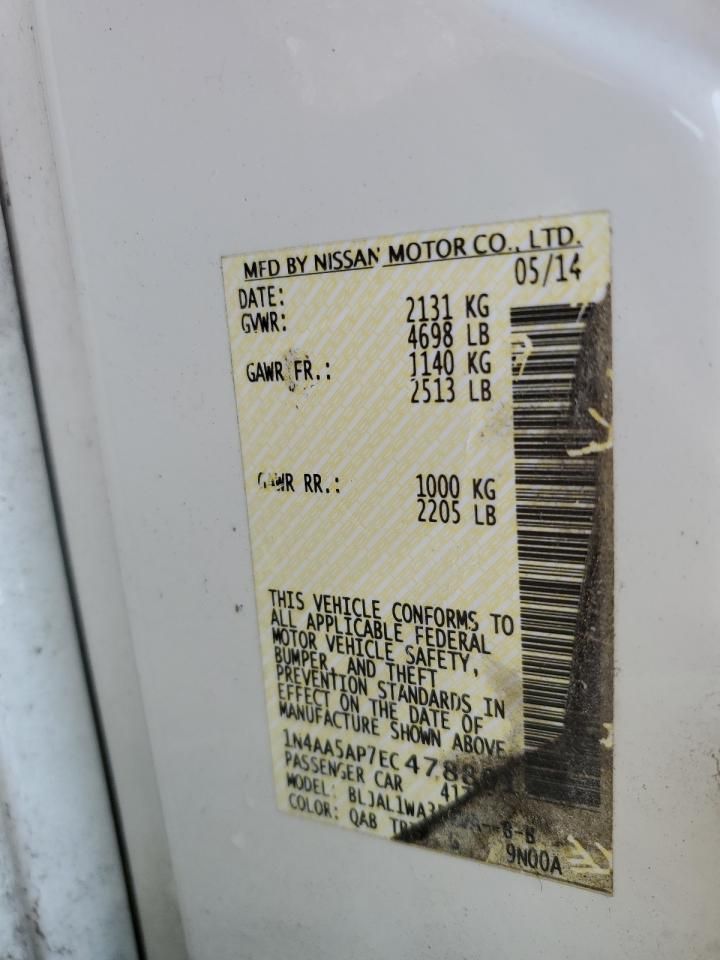 MFD BY NISSAN MOTOR CO., LTD.
DATE: 05/14
GVWR: 2131 KG
4698 LB
GAWR FR.: 1140 KG
2513 LB
GAWR RR.: 1000 KG
2205 LB
THIS VEHICLE CONFORMS TO
ALL APPLICABLE FEDERAL
MOTOR VEHICLE SAFETY,
BUMPER, AND THEFT
PREVENTION STANDARDS IN
EFFECT ON THE DATE OF
MANUFACTURE SHOWN ABOVE
PASSENGER CAR
MODEL:
COLOR: QAB 9N00A